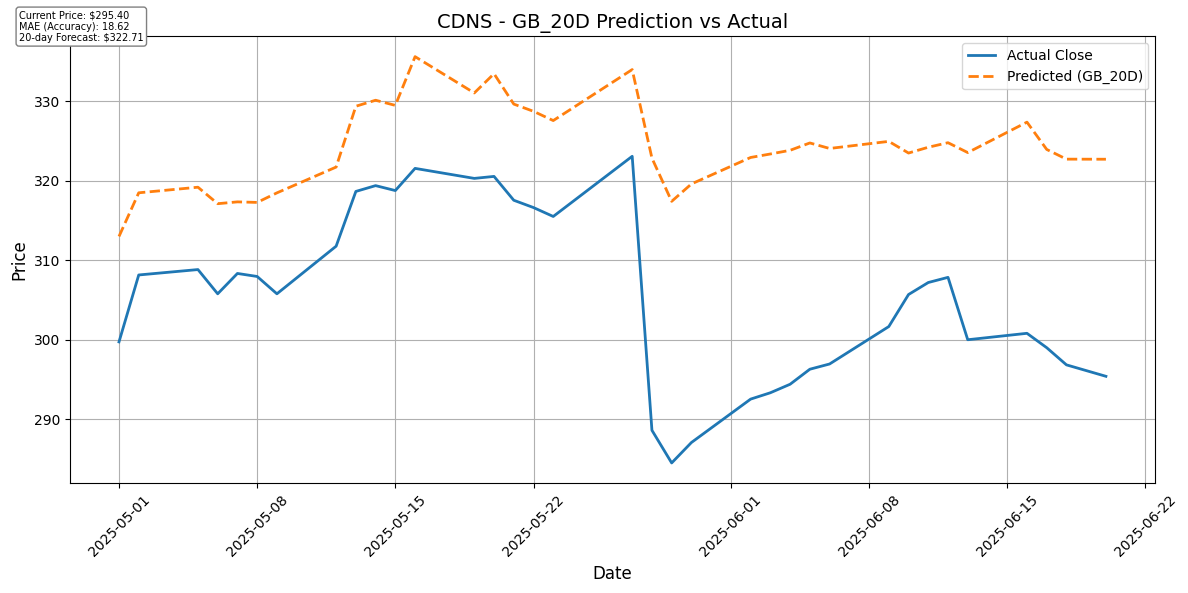 CDNS - GB_20D Prediction vs Actual
Current Price: $295.40
MAE (Accuracy): 18.62
20-day Forecast: $322.71
Actual Close
Predicted (GB_20D)
Price
330
320
310
300
290
2025-05-01
2025-05-08
2025-05-15
2025-05-22
2025-06-01
2025-06-08
2025-06-15
2025-06-22
Date